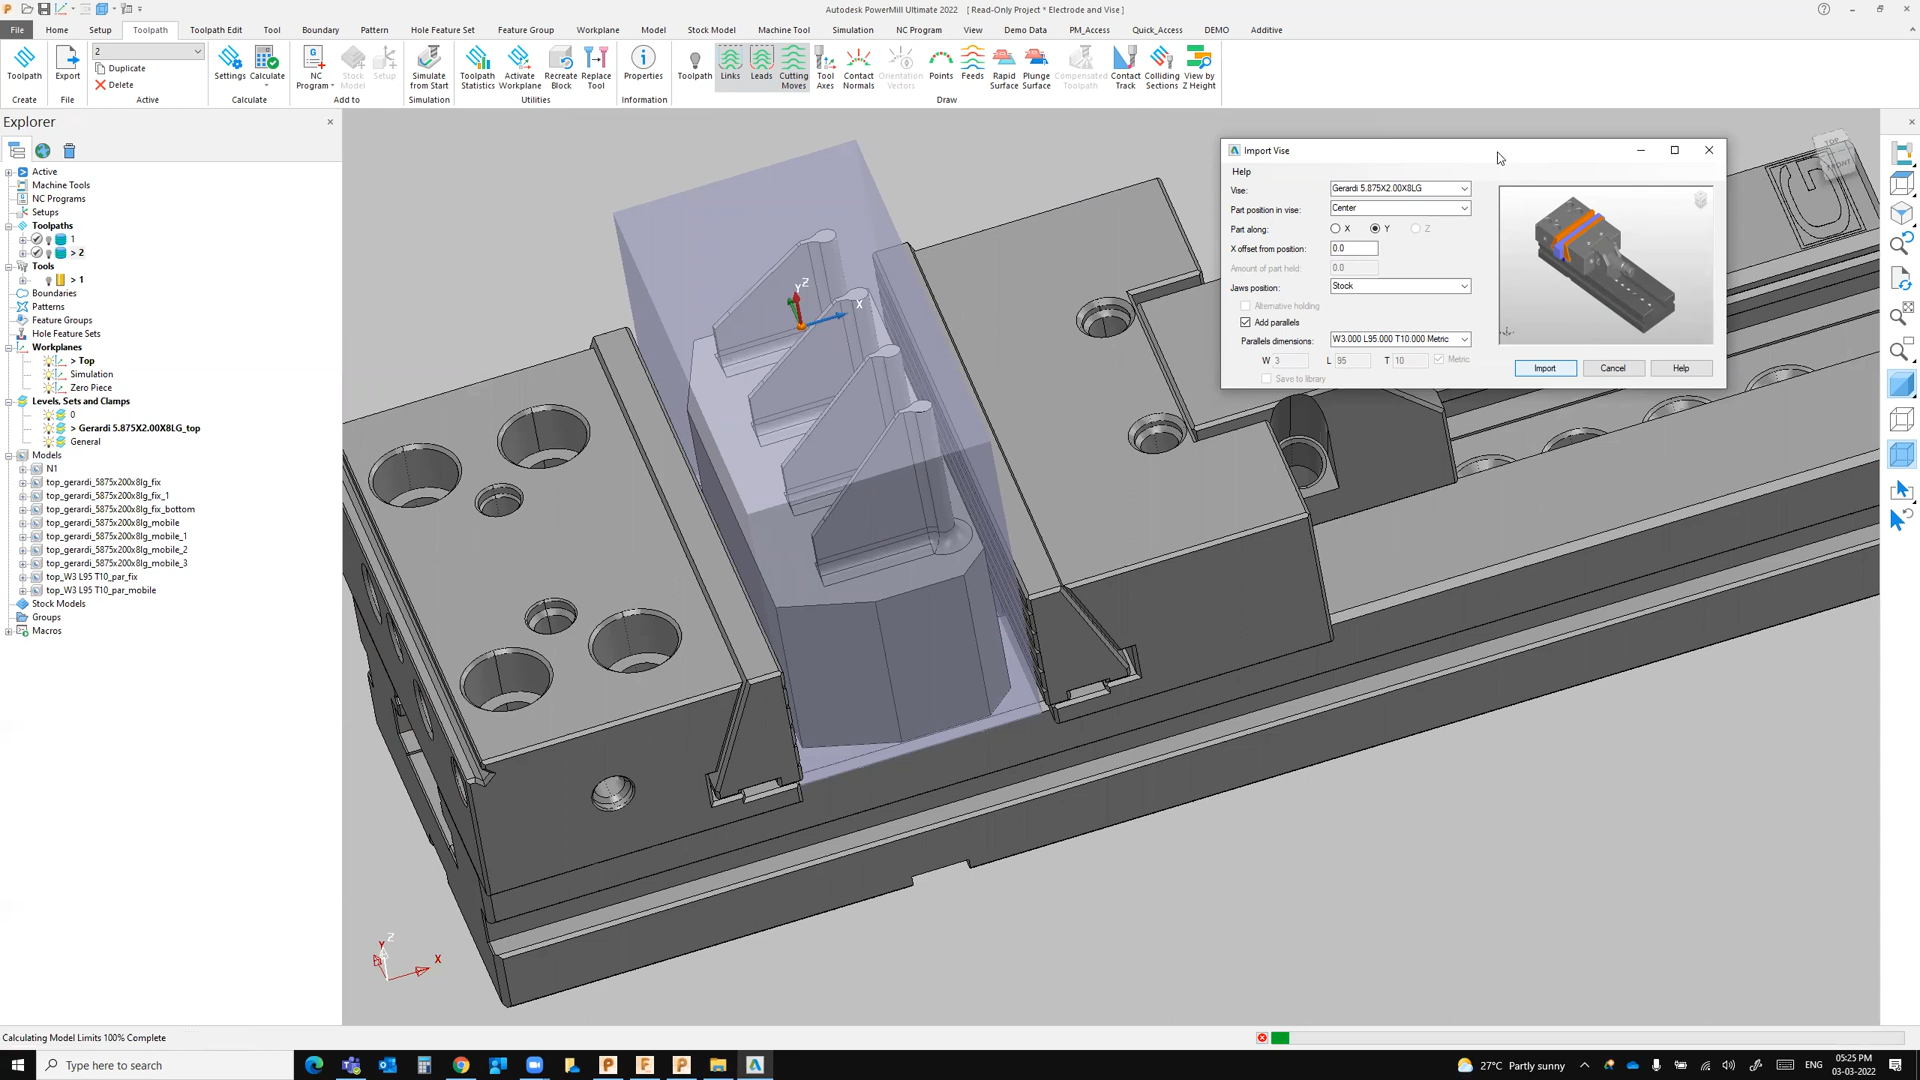 Autodesk PowerMill Ultimate 2022 [ Read-Only Project * Electrode and Vise ]
File Home Setup Toolpath Toolpath Edit Tool Boundary Pattern Hole Feature Set Feature Group Workplane Model Stock Model Machine Tool Simulation NC Program View Demo Data PM_Access Quick_Access DEMO Additive
2
Duplicate
Delete
Toolpath
Export
Settings
Calculate
NC Program
Stock Model
Setup
Simulate from Start
Toolpath Statistics
Activate Workplane
Recreate Block
Replace Tool
Properties
Toolpath
Links
Leads
Cutting Moves
Tool Axes
Contact Normals
Orientation Vectors
Points
Feeds
Rapid Surface
Plunge Surface
Compensated Toolpath
Contact Track
Colliding Sections
View by Z Height
Create File Active Calculate Add to Simulation Utilities Information Draw
Explorer
Active
Machine Tools
NC Programs
Setups
Toolpaths
1
> 2
Tools
> 1
Boundaries
Patterns
Feature Groups
Hole Feature Sets
Workplanes
> Top
Simulation
Zero Piece
Levels, Sets and Clamps
0
> Gerardi 5.875X2.00X8LG_top
General
Models
N1
top_gerardi_5875x200x8lg_fix
top_gerardi_5875x200x8lg_fix_1
top_gerardi_5875x200x8lg_fix_bottom
top_gerardi_5875x200x8lg_mobile
top_gerardi_5875x200x8lg_mobile_1
top_gerardi_5875x200x8lg_mobile_2
top_gerardi_5875x200x8lg_mobile_3
top_W3 L95 T10_par_fix
top_W3 L95 T10_par_mobile
Stock Models
Groups
Macros
Import Vise
Help
Vise: Gerardi 5.875X2.00X8LG
Part position in vise: Center
Part along: X Y Z
X offset from position: 0.0
Amount of part held: 0.0
Jaws position: Stock
Alternative holding
Add parallels
Parallels dimensions: W3.000 L95.000 T10.000 Metric
W 3 L 95 T 10 Metric
Save to library
Import Cancel Help
TOP
FRONT
Z
Y
X
Z
Y
X
Calculating Model Limits 100% Complete
Type here to search
27°C Partly sunny
ENG
05:25 PM
03-03-2022